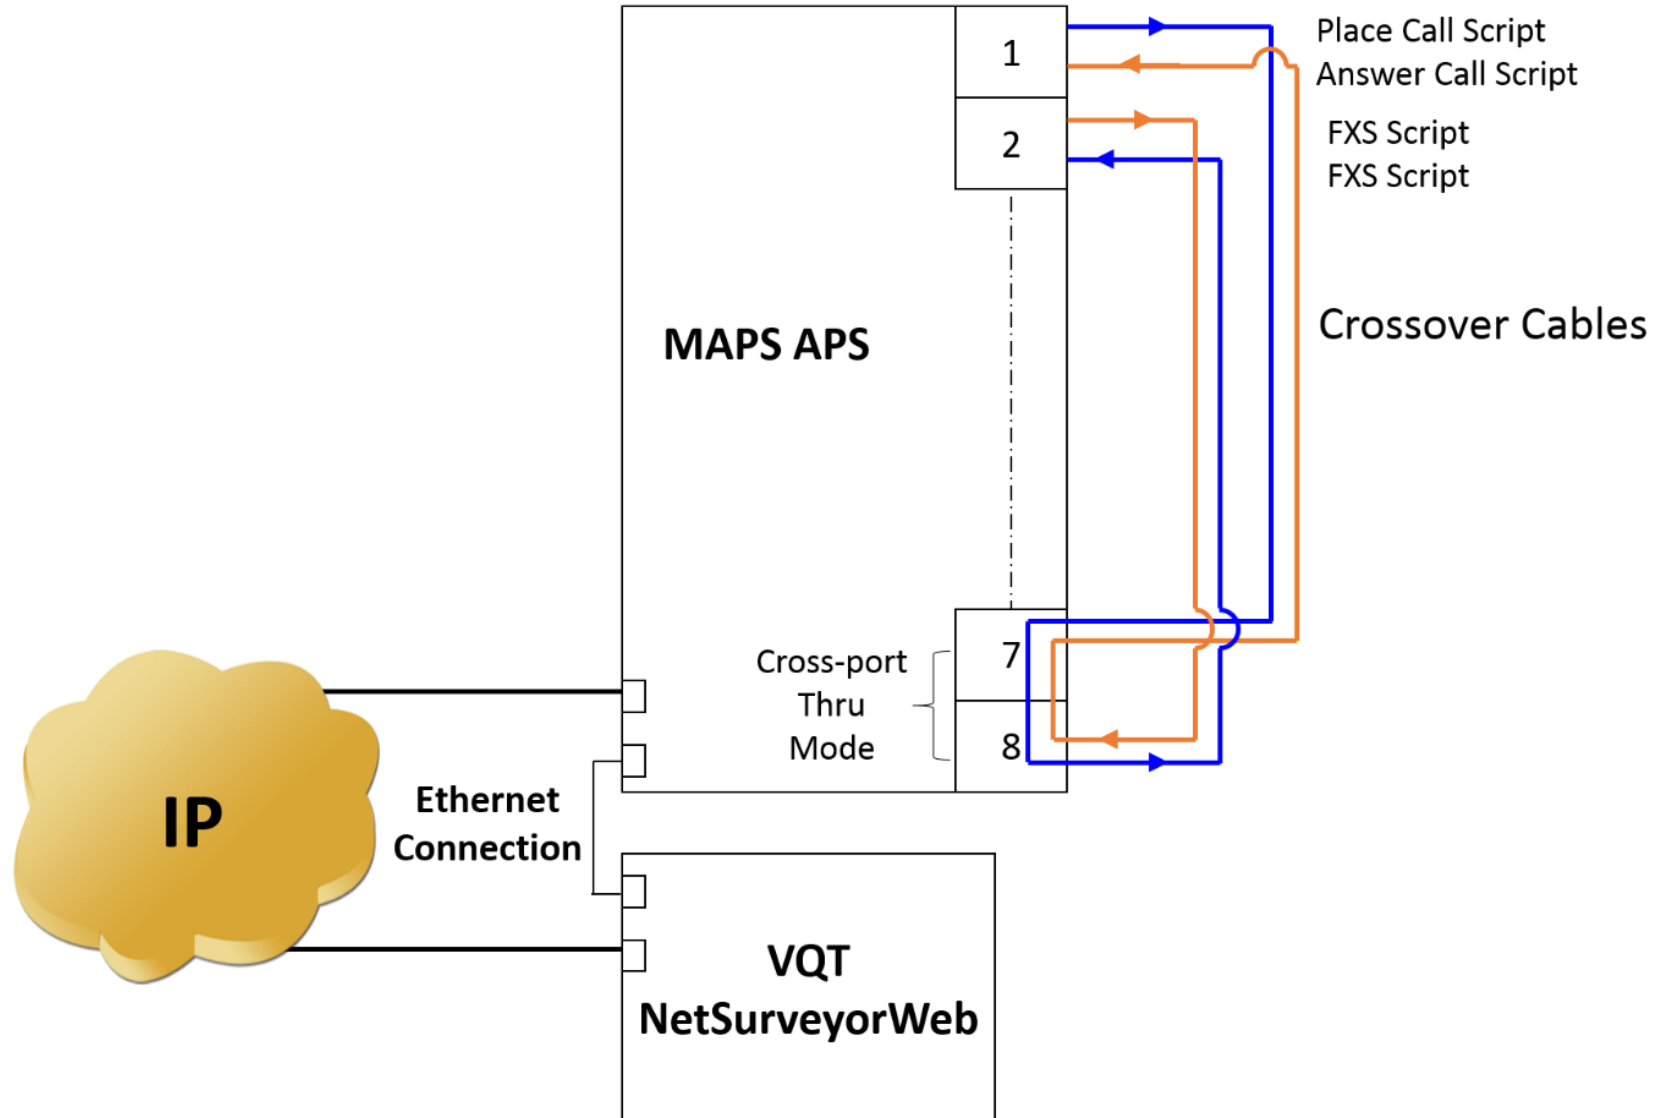 1
Place Call Script
Answer Call Script
2
FXS Script
FXS Script
Crossover Cables
MAPS APS
7
Cross-port
Thru
Mode
8
Ethernet
Connection
IP
VQT
NetSurveyorWeb